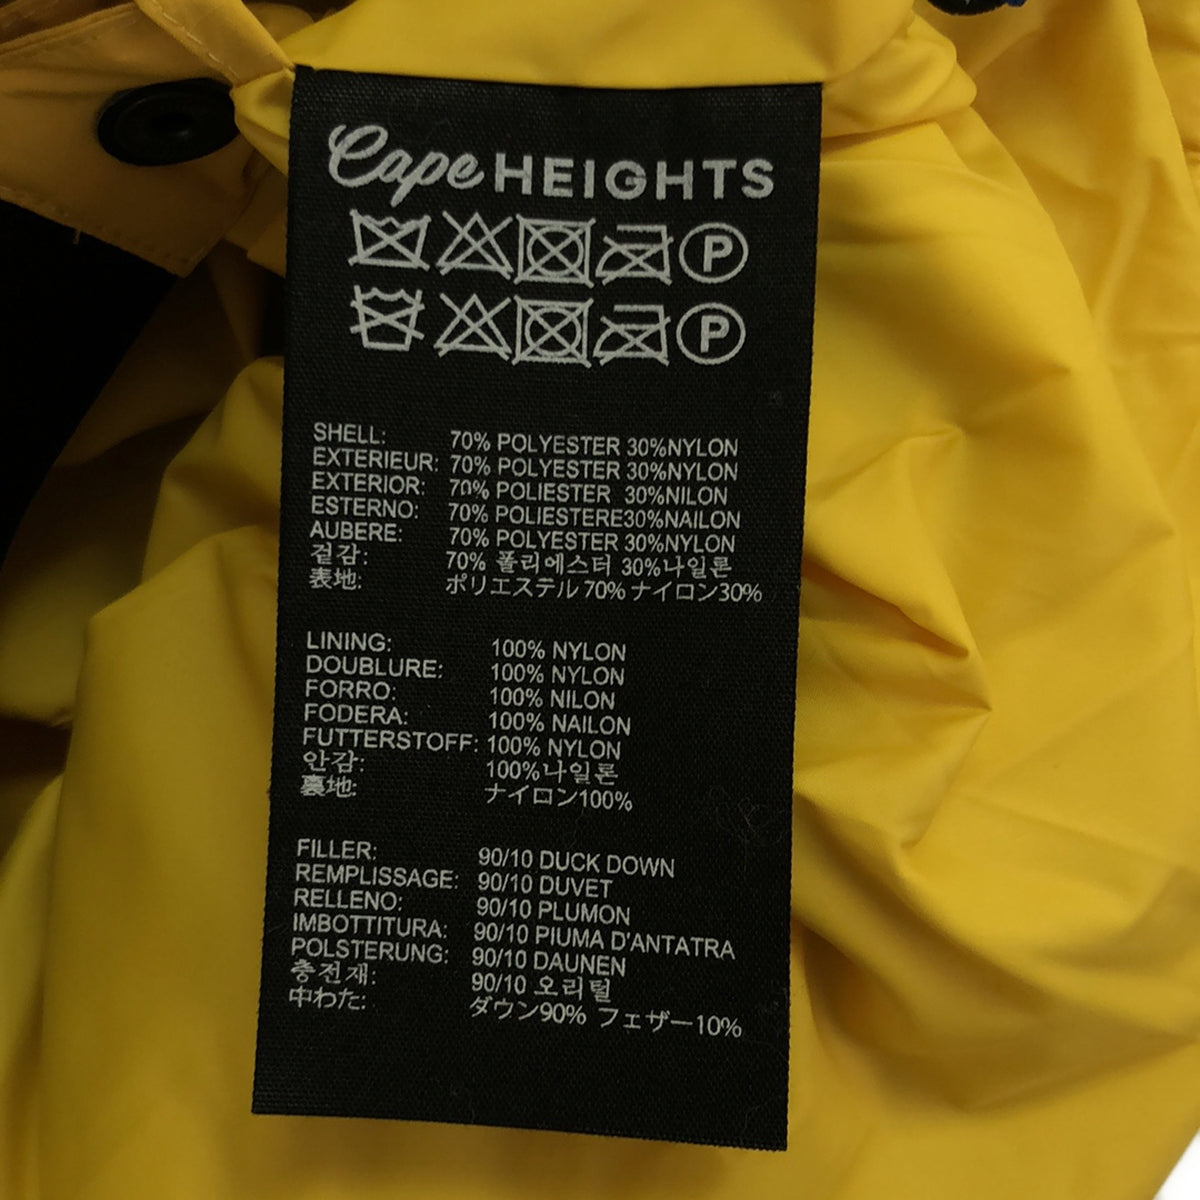 Cape HEIGHTS
P
P
SHELL: 70% POLYESTER 30%NYLON
EXTERIEUR: 70% POLYESTER 30%NYLON
EXTERIOR: 70% POLIESTER 30%NILON
ESTERNO: 70% POLIESTERE30%NAILON
AUBERE: 70% POLYESTER 30%NYLON
겉감: 70% 폴리에스터 30%나일론
表地: ポリエステル 70% ナイロン30%
LINING: 100% NYLON
DOUBLURE: 100% NYLON
FORRO: 100% NILON
FODERA: 100% NAILON
FUTTERSTOFF: 100% NYLON
안감: 100%나일론
裏地: ナイロン100%
FILLER: 90/10 DUCK DOWN
REMPLISSAGE: 90/10 DUVET
RELLENO: 90/10 PLUMON
IMBOTTITURA: 90/10 PIUMA D'ANTATRA
POLSTERUNG: 90/10 DAUNEN
충전재: 90/10 오리털
中わた: ダウン90% フェザー10%